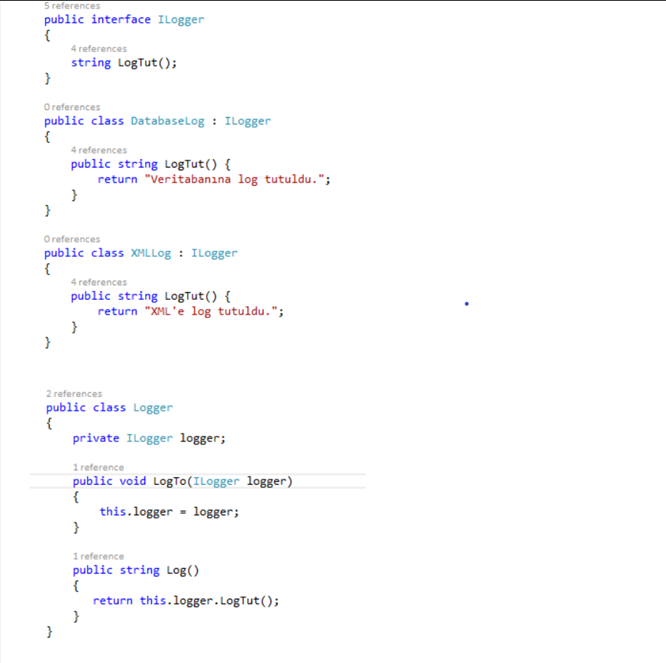 5 references
public interface ILogger
{
4 references
string LogTut();
}
0 references
public class DatabaseLog : ILogger
{
4 references
public string LogTut() {
return "Veritabanına log tutuldu.";
}
}
0 references
public class XMLLog : ILogger
{
4 references
public string LogTut() {
return "XML'e log tutuldu.";
}
}
2 references
public class Logger
{
private ILogger logger;
1 reference
public void LogTo(ILogger logger)
{
this.logger = logger;
}
1 reference
public string Log()
{
return this.logger.LogTut();
}
}